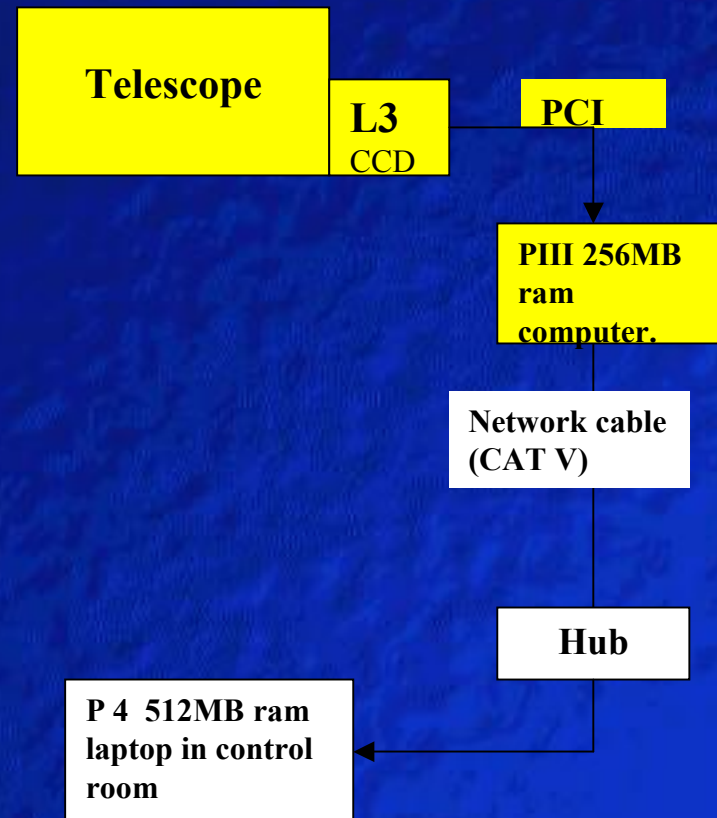 Telescope
L3
CCD
PCI
PIII 256MB
ram
computer.
Network cable
(CAT V)
Hub
P 4 512MB ram
laptop in control
room